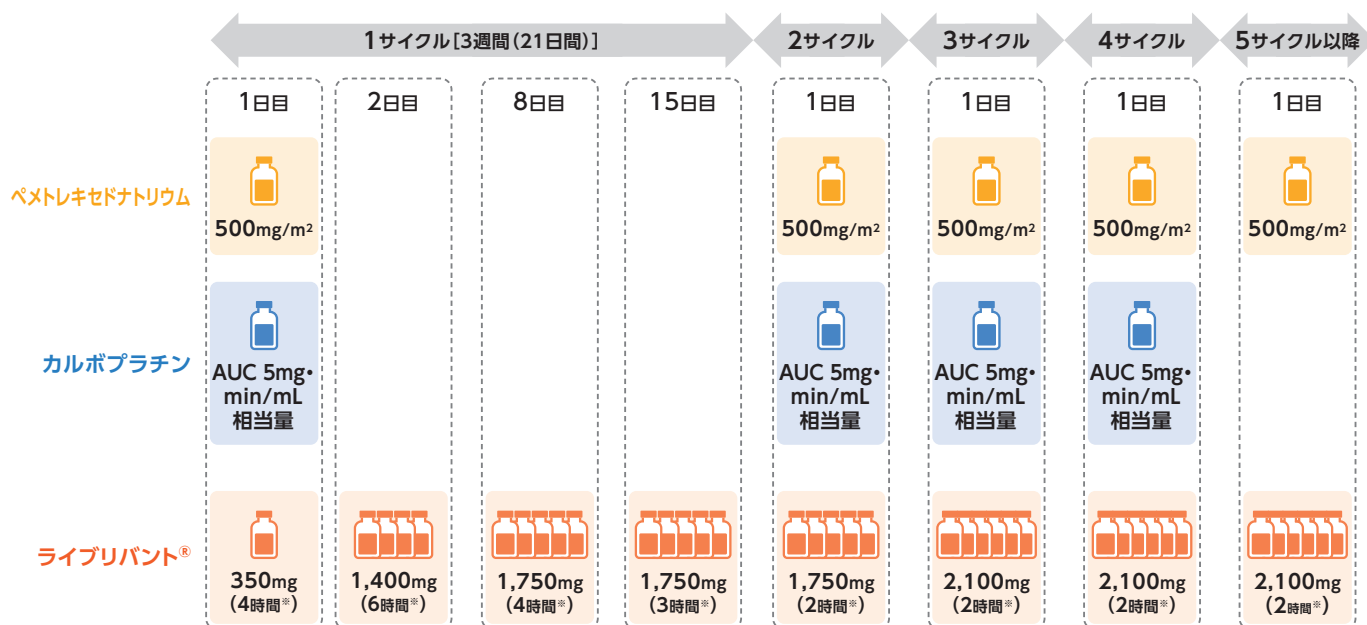 1サイクル[3週間(21日間)] 2サイクル 3サイクル 4サイクル 5サイクル以降
1日目 2日目 8日目 15日目 1日目 1日目 1日目 1日目
ペメトレキセドナトリウム
500mg/m² 500mg/m² 500mg/m² 500mg/m² 500mg/m²
カルボプラチン
AUC 5mg• AUC 5mg• AUC 5mg• AUC 5mg•
min/mL min/mL min/mL min/mL
相当量 相当量 相当量 相当量
ライブリバント®
350mg 1,400mg 1,750mg 1,750mg 1,750mg 2,100mg 2,100mg 2,100mg
(4時間※) (6時間※) (4時間※) (3時間※) (2時間※) (2時間※) (2時間※) (2時間※)